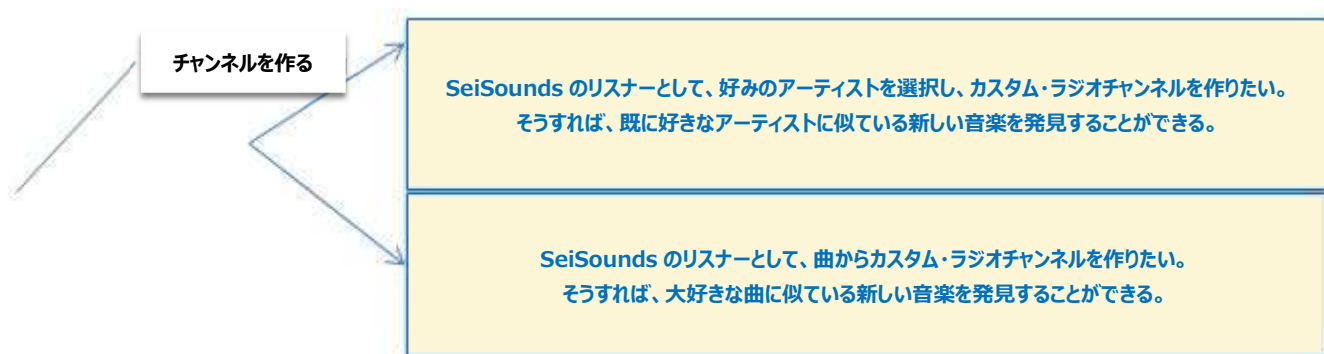 チャンネルを作る
SeiSounds のリスナーとして、好みのアーティストを選択し、カスタム・ラジオチャンネルを作りたい。
そうすれば、既に好きなアーティストに似ている新しい音楽を発見することができる。
SeiSounds のリスナーとして、曲からカスタム・ラジオチャンネルを作りたい。
そうすれば、大好きな曲に似ている新しい音楽を発見することができる。